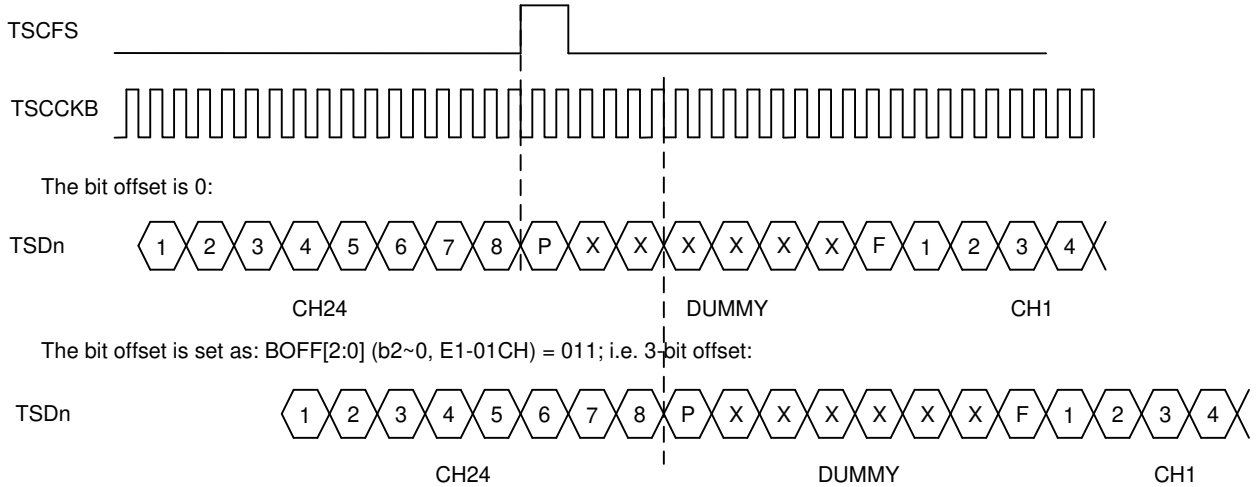 TSCFS
TSCCKB
The bit offset is 0:
TSDn 1 2 3 4 5 6 7 8 P X X X X X X F 1 2 3 4
CH24 DUMMY CH1
The bit offset is set as: BOFF[2:0] (b2~0, E1-01CH) = 011; i.e. 3-bit offset:
TSDn 1 2 3 4 5 6 7 8 P X X X X X X F 1 2 3 4
CH24 DUMMY CH1